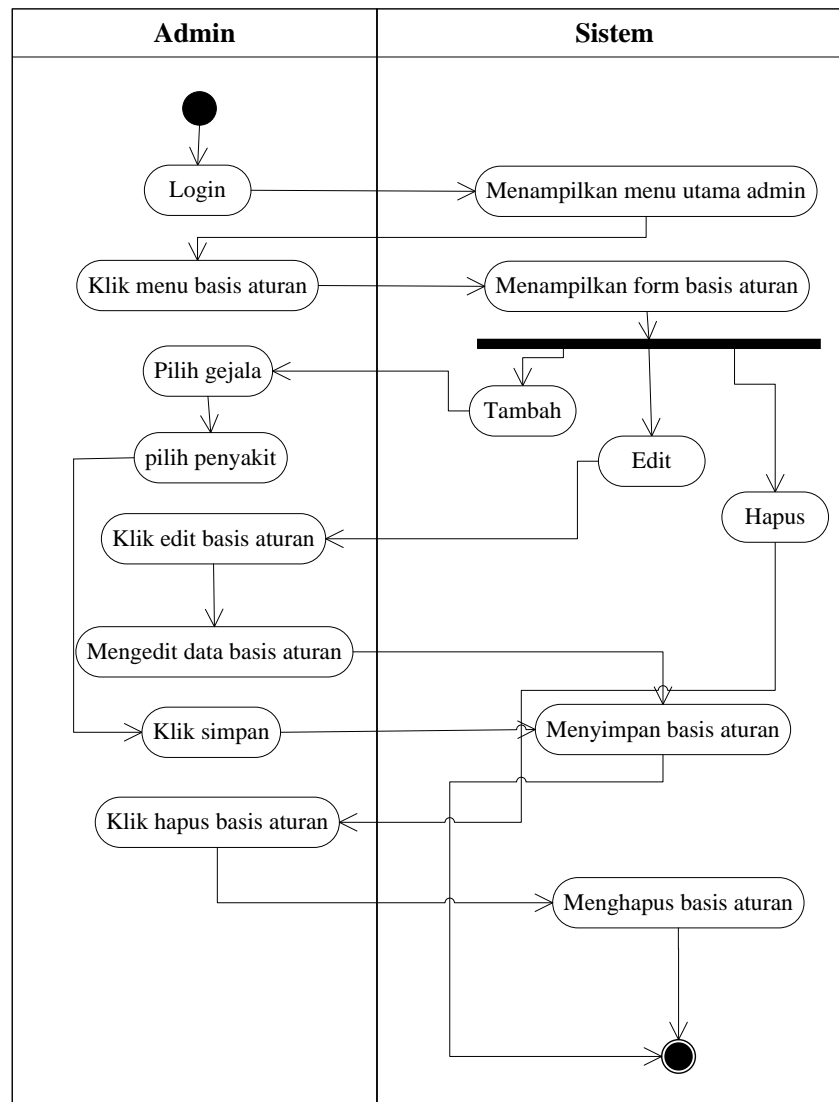 Admin
Sistem
Login
Menampilkan menu utama admin
Klik menu basis aturan
Menampilkan form basis aturan
Pilih gejala
Tambah
pilih penyakit
Edit
Hapus
Klik edit basis aturan
Mengedit data basis aturan
Klik simpan
Menyimpan basis aturan
Klik hapus basis aturan
Menghapus basis aturan